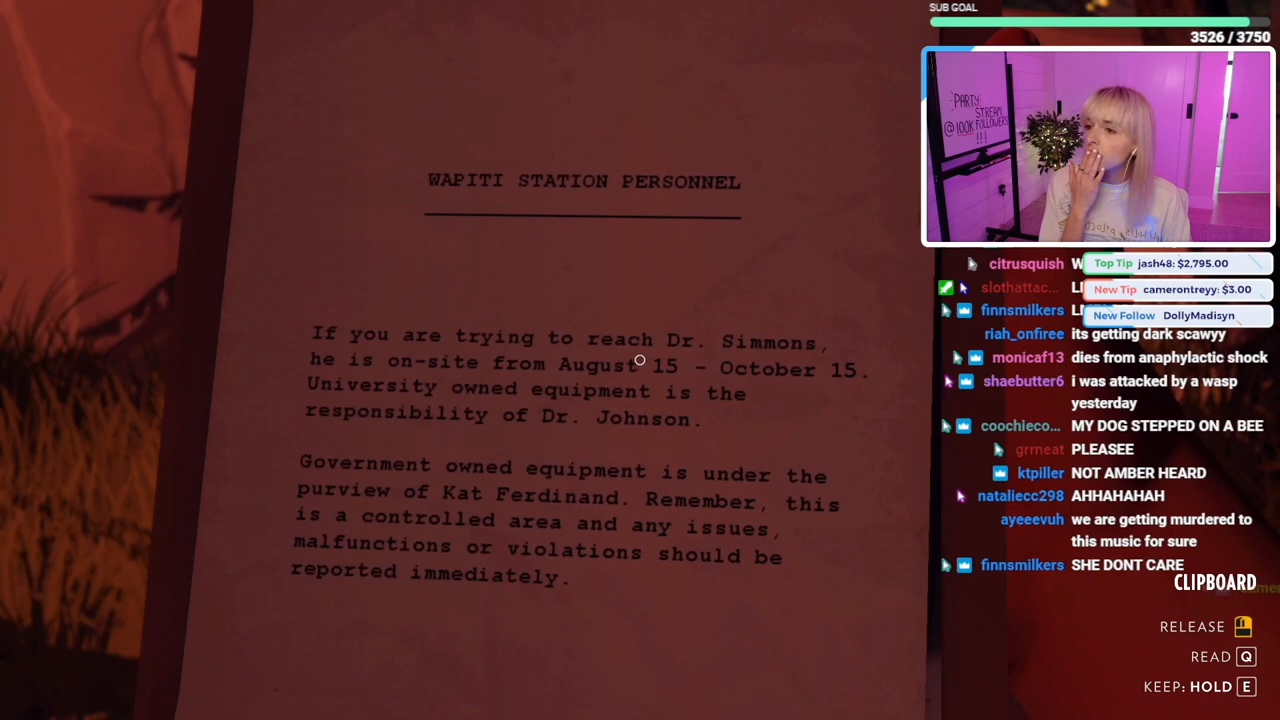 SUB GOAL
3526 / 3750
PARTY
STREAM
@100K FOLLOWERS
!!!
WAPITI STATION PERSONNEL
If you are trying to reach Dr. Simmons,
he is on-site from August 15 - October 15.
University owned equipment is the
responsibility of Dr. Johnson.
Government owned equipment is under the
purview of Kat Ferdinand. Remember, this
is a controlled area and any issues,
malfunctions or violations should be
reported immediately.
citrusquish W
Top Tip jash48: $2,795.00
slothattac... LI
New Tip camerontreyy: $3.00
finnsmilkers
New Follow DollyMadisyn
riah_onfiree its getting dark scawyy
monicaf13 dies from anaphylactic shock
shaebutter6 i was attacked by a wasp
yesterday
coochieco... MY DOG STEPPED ON A BEE
grrneat PLEASEE
ktpiller NOT AMBER HEARD
nataliecc298 AHHAHAHAH
ayeeevuh we are getting murdered to
this music for sure
finnsmilkers SHE DONT CARE
CLIPBOARD
RELEASE
READ Q
KEEP: HOLD E